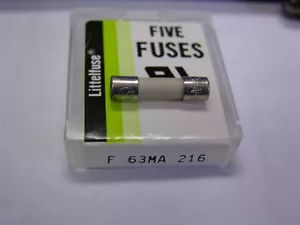 Littelfuse®
FIVE
FUSES
F 63MA 216